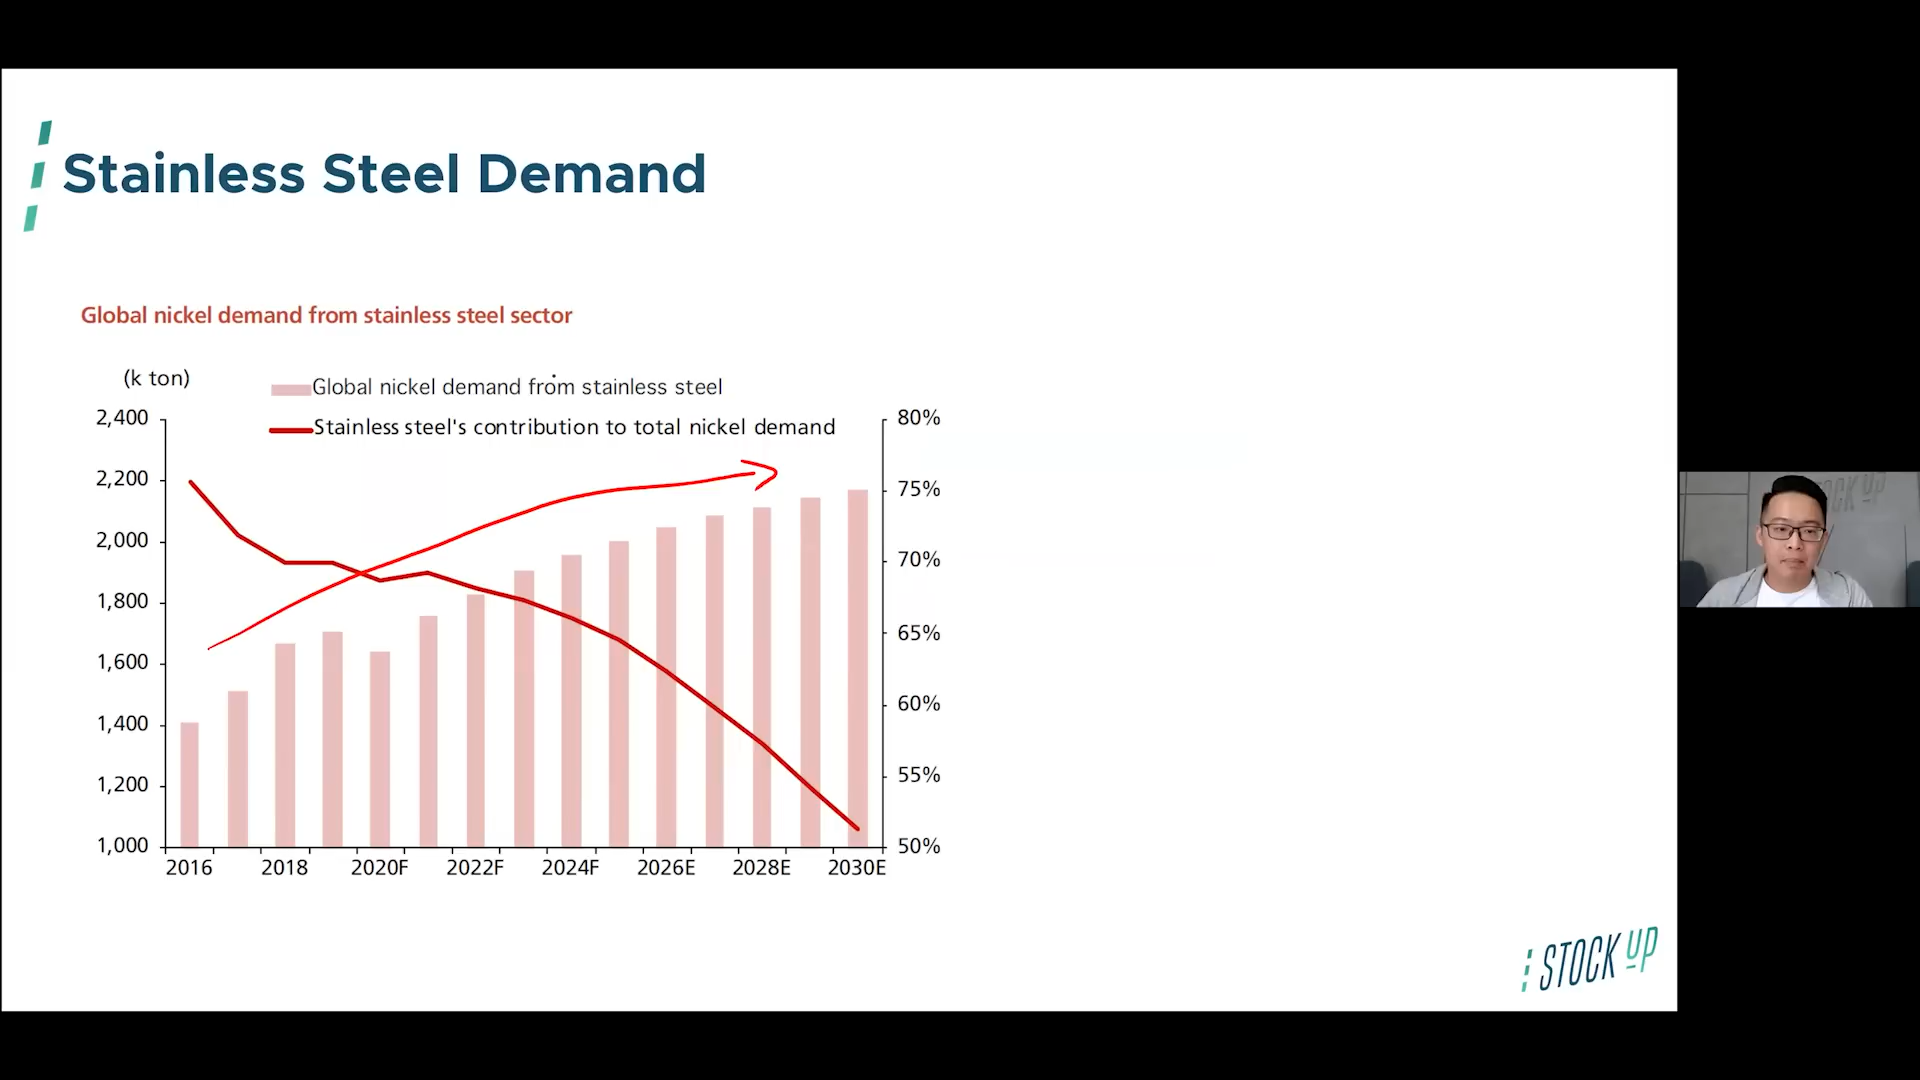 Stainless Steel Demand
Global nickel demand from stainless steel sector
(k ton)
Global nickel demand from stainless steel
Stainless steel's contribution to total nickel demand
2,400
2,200
2,000
1,800
1,600
1,400
1,200
1,000
80%
75%
70%
65%
60%
55%
50%
2016 2018 2020F 2022F 2024F 2026E 2028E 2030E
STOCK UP
STOCK UP